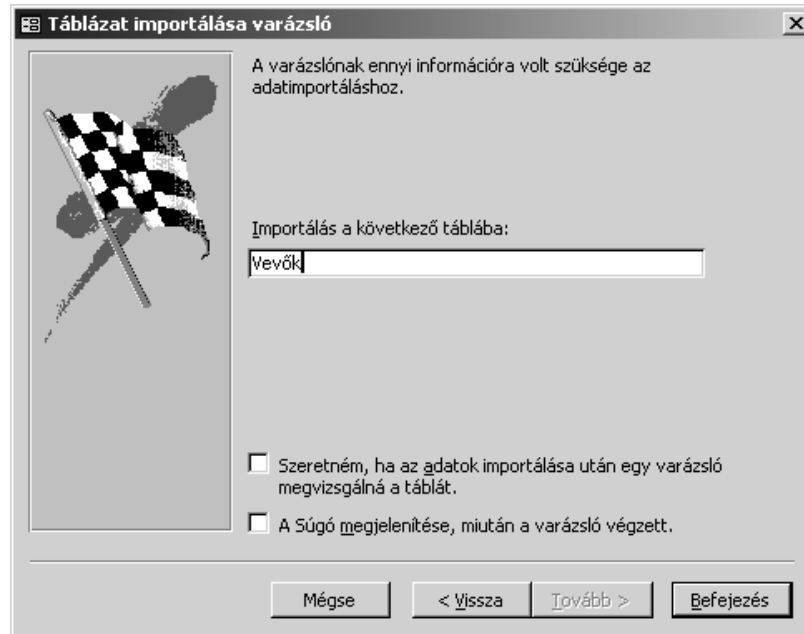 Táblázat importálása varázsló
A varázslónak ennyi információra volt szüksége az
adatimportáláshoz.
Importálás a következő táblába:
Vevők
Szeretném, ha az adatok importálása után egy varázsló
megvizsgálná a táblát.
A Súgó megjelenítése, miután a varázsló végzett.
Mégse
< Vissza
Tovább >
Befejezés